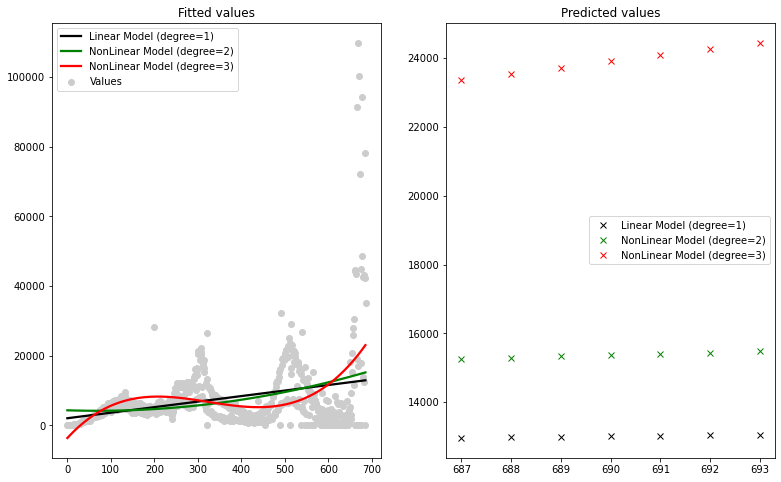 Fitted values
Linear Model (degree=1)
NonLinear Model (degree=2)
NonLinear Model (degree=3)
Values
100000
80000
60000
40000
20000
0
0 100 200 300 400 500 600 700
Predicted values
24000
22000
20000
18000
16000
14000
Linear Model (degree=1)
NonLinear Model (degree=2)
NonLinear Model (degree=3)
687 688 689 690 691 692 693